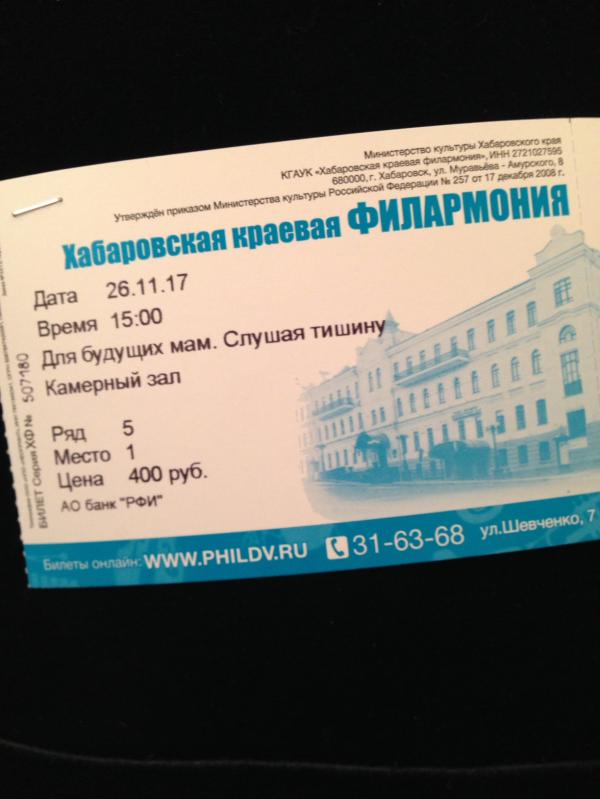 Министерство культуры Хабаровского края
КГАУК «Хабаровская краевая филармония», ИНН 2721027595
680000, г. Хабаровск, ул. Муравьёва - Амурского, 8
Утверждён приказом Министерства культуры Российской Федерации № 257 от 17 декабря 2008 г.
Хабаровская краевая ФИЛАРМОНИЯ
Дата 26.11.17
Время 15:00
Для будущих мам. Слушая тишину
Камерный зал
Ряд 5
Место 1
Цена 400 руб.
АО банк "РФИ"
БИЛЕТ Серия ХФ № 507180
Билеты онлайн: WWW.PHILDV.RU 31-63-68 ул.Шевченко, 7